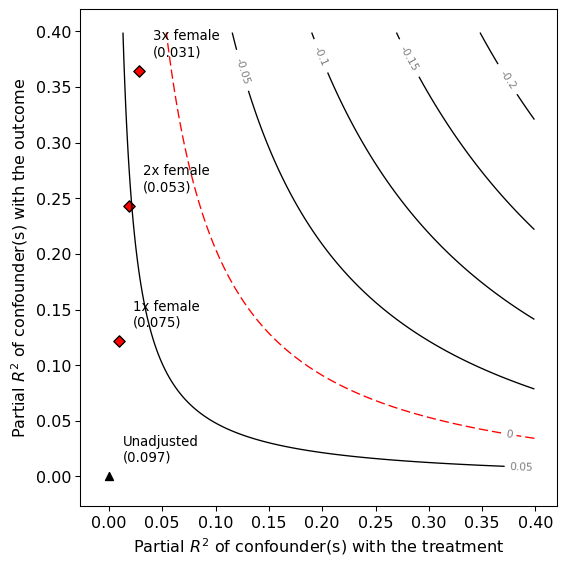 0.40
0.35
0.30
0.25
0.20
0.15
0.10
0.05
0.00
Partial R² of confounder(s) with the outcome
3x female
(0.031)
2x female
(0.053)
1x female
(0.075)
Unadjusted
(0.097)
-0.05
-0.1
-0.15
-0.2
0
0.05
0.00 0.05 0.10 0.15 0.20 0.25 0.30 0.35 0.40
Partial R² of confounder(s) with the treatment